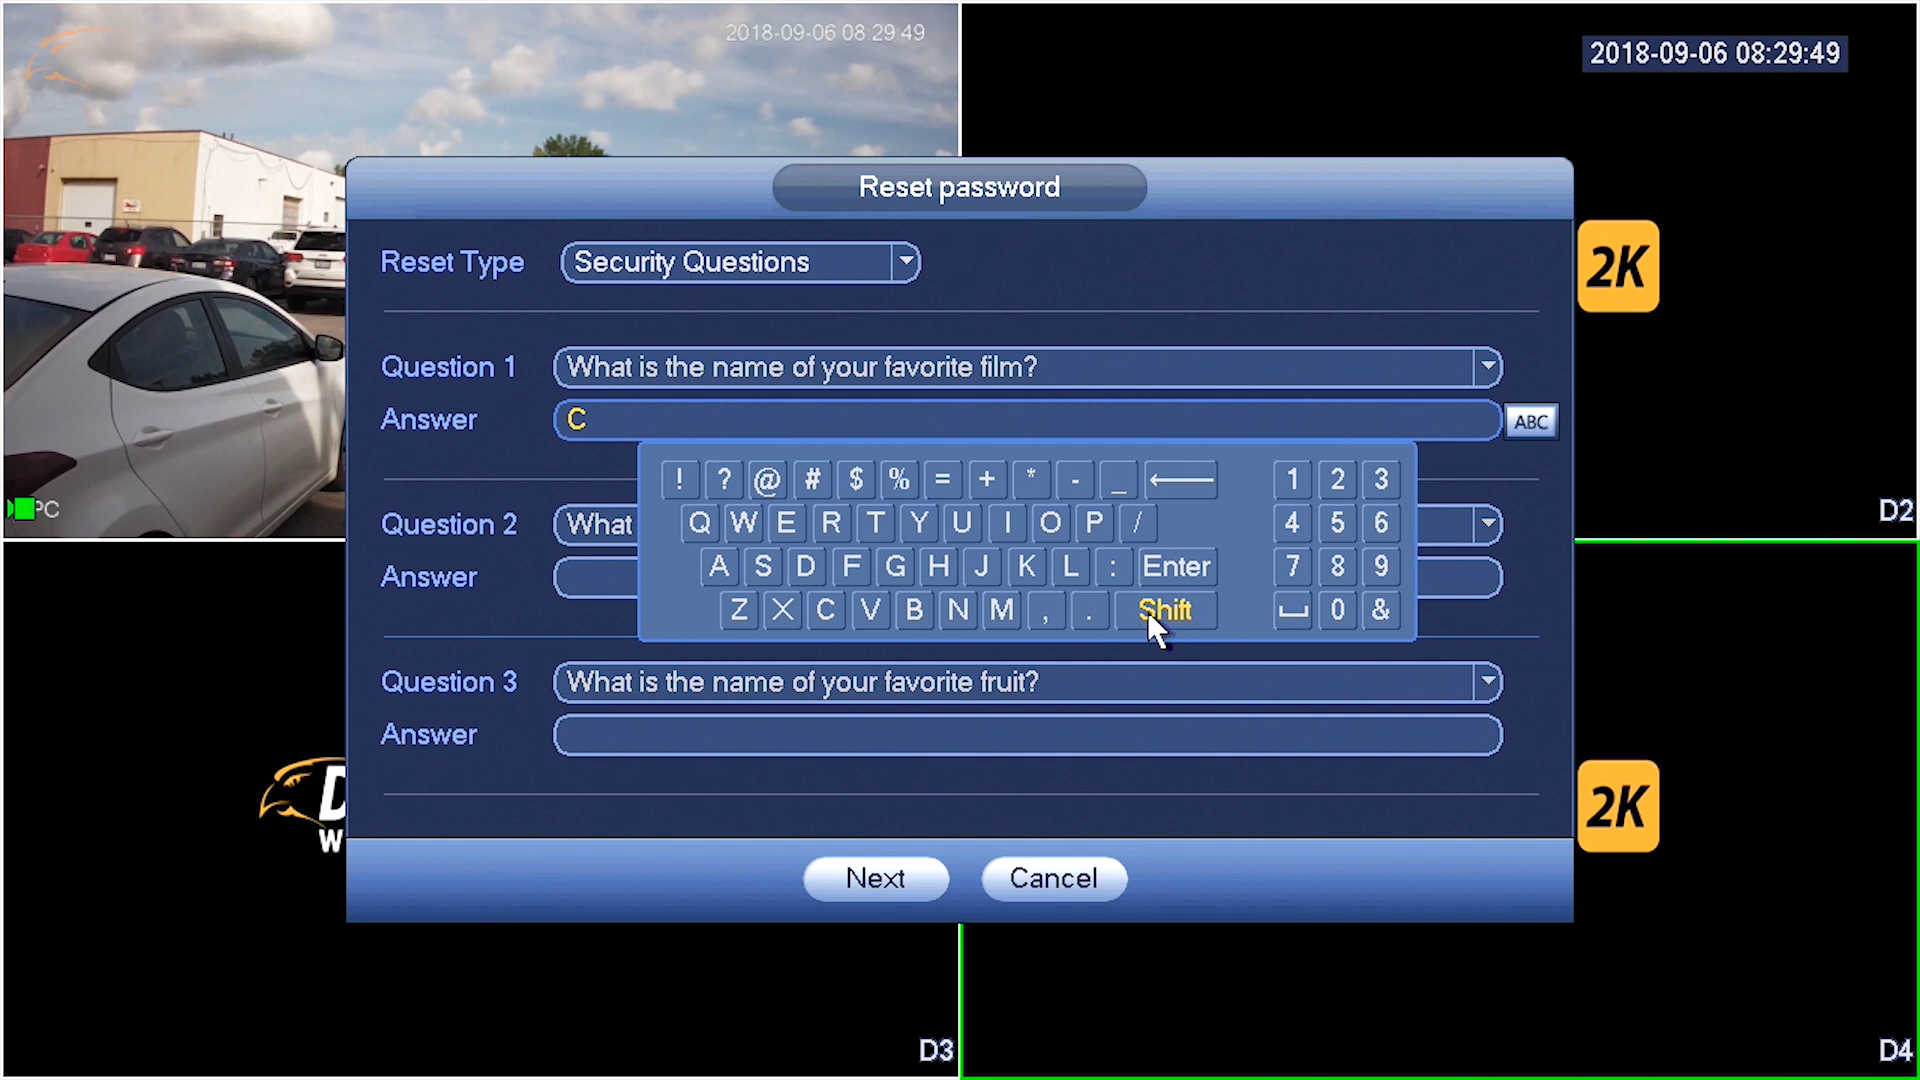 2018-09-06 08:29:49
2018-09-06 08:29:49
Reset password
Reset Type Security Questions
2K
Question 1 What is the name of your favorite film?
Answer C ABC
! ? @ # $ % = + * - _ 1 2 3
PC
D2
Question 2 What
Q W E R T Y U I O P / 4 5 6
Answer
A S D F G H J K L : Enter 7 8 9
Z X C V B N M , . Shift 0 &
Question 3 What is the name of your favorite fruit?
Answer
D
W
2K
Next Cancel
D3
D4